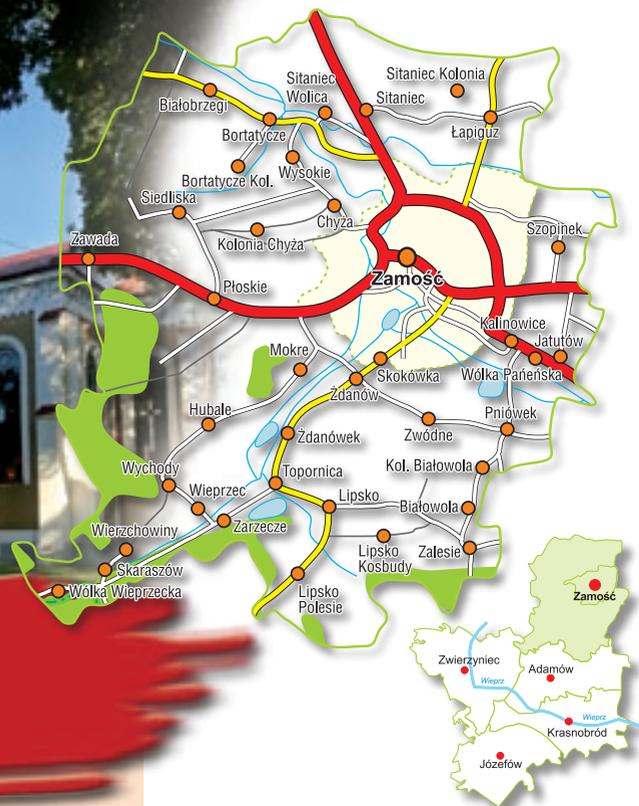 Sitaniec Kolonia
Sitaniec
Wolica
Sitaniec
Białobrzegi
Łapiguz
Bortatycze
Wysokie
Bortatycze Kol.
Siedliska
Chyża
Szopinek
Zawada
Kolonia Chyża
Zamość
Płoskie
Kalinowice
Jatutów
Mokre
Skokówka
Wólka Pańeńska
Żdanów
Hubale
Pniówek
Zwódne
Żdanówek
Wychody
Topornica
Kol. Białowola
Wieprzec
Lipsko
Białowola
Wierzchowiny
Zarzecze
Lipsko
Kosbudy
Zalesie
Skaraszów
Wólka Wieprzecka
Lipsko
Polesie
Zamość
Zwierzyniec
Adamów
Wieprz
Wieprz
Krasnobród
Józefów